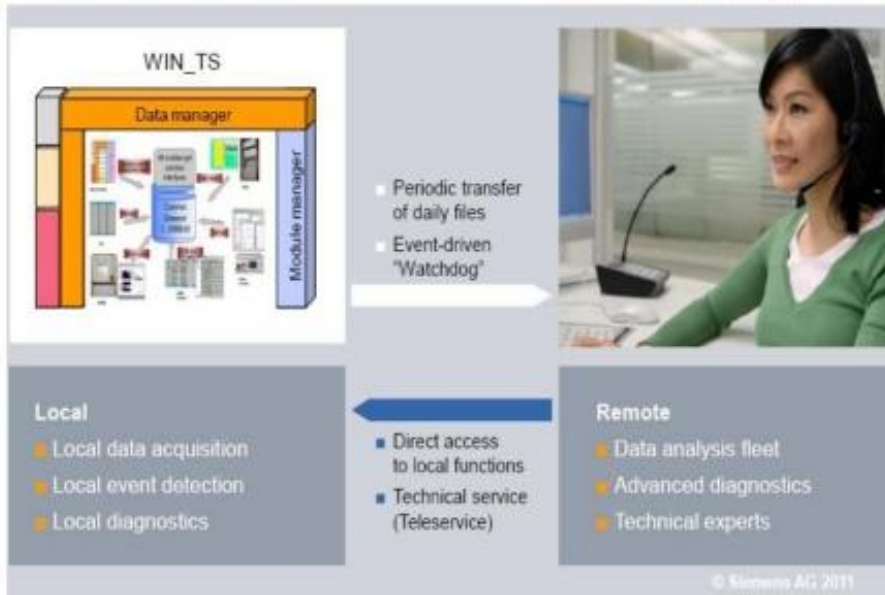 WIN_TS
Data manager
Module manager
Periodic transfer
of daily files
Event-driven
"Watchdog"
Local
Local data acquisition
Local event detection
Local diagnostics
Direct access
to local functions
Technical service
(Teleservice)
Remote
Data analysis fleet
Advanced diagnostics
Technical experts
© Siemens AG 2011